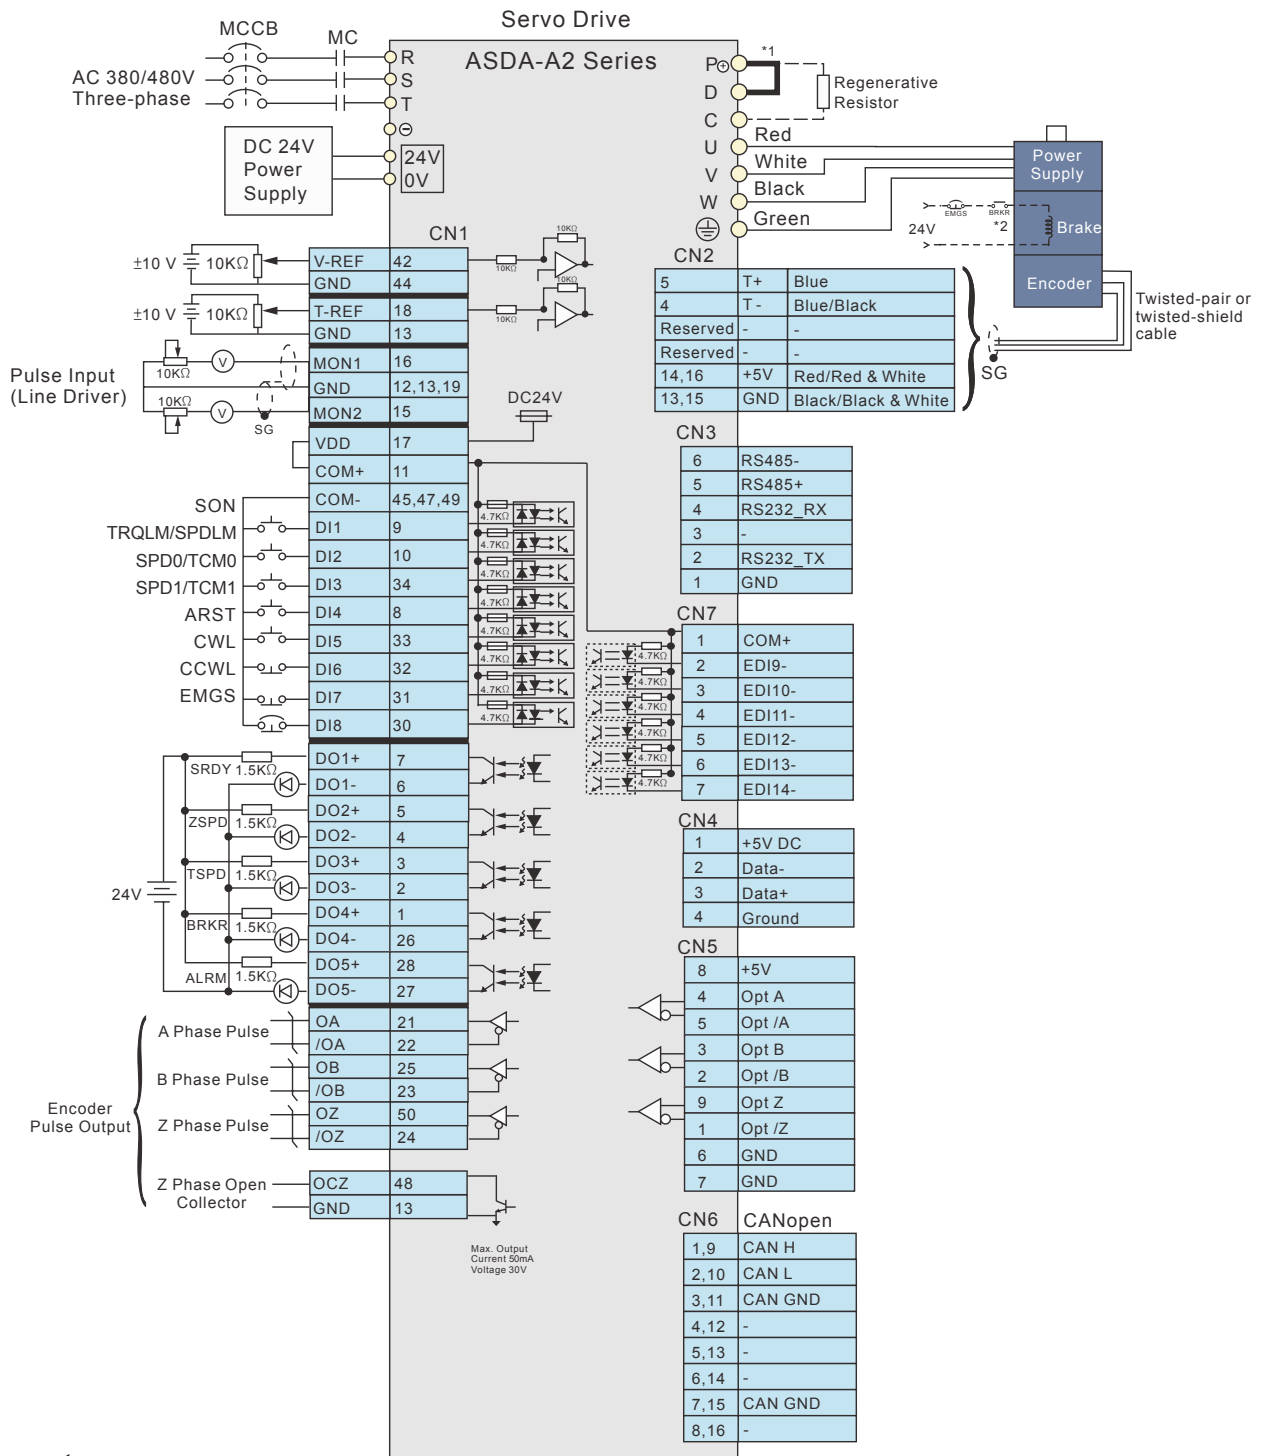 Servo Drive
ASDA-A2 Series
MCCB
MC
AC 380/480V
Three-phase
R
S
T
⊖
DC 24V
Power
Supply
24V
0V
*1
P⊕
D
C
U
V
W
Regenerative
Resistor
Red
White
Black
Green
Power
Supply
Brake
Encoder
24V
EMGS
BRKR
*2
Twisted-pair or
twisted-shield
cable
SG
CN1
±10 V
10KΩ
V-REF 42
GND 44
10KΩ
10KΩ
±10 V
10KΩ
T-REF 18
GND 13
10KΩ
10KΩ
Pulse Input
(Line Driver)
10KΩ
V
10KΩ
V
SG
MON1 16
GND 12,13,19
MON2 15
VDD 17
COM+ 11
COM- 45,47,49
DC24V
SON
DI1 9
4.7KΩ
TRQLM/SPDLM
DI2 10
4.7KΩ
SPD0/TCM0
DI3 34
4.7KΩ
SPD1/TCM1
DI4 8
4.7KΩ
ARST
DI5 33
4.7KΩ
CWL
DI6 32
4.7KΩ
CCWL
DI7 31
4.7KΩ
EMGS
DI8 30
4.7KΩ
24V
SRDY 1.5KΩ
DO1+ 7
DO1- 6
ZSPD 1.5KΩ
DO2+ 5
DO2- 4
TSPD 1.5KΩ
DO3+ 3
DO3- 2
BRKR 1.5KΩ
DO4+ 1
DO4- 26
ALRM 1.5KΩ
DO5+ 28
DO5- 27
Encoder
Pulse Output
A Phase Pulse
OA 21
/OA 22
B Phase Pulse
OB 25
/OB 23
Z Phase Pulse
OZ 50
/OZ 24
Z Phase Open
Collector
OCZ 48
GND 13
Max. Output
Current 50mA
Voltage 30V
CN2
5 T+ Blue
4 T - Blue/Black
Reserved - -
Reserved - -
14,16 +5V Red/Red & White
13,15 GND Black/Black & White
CN3
6 RS485-
5 RS485+
4 RS232_RX
3 -
2 RS232_TX
1 GND
CN7
1 COM+
4.7KΩ
2 EDI9-
4.7KΩ
3 EDI10-
4.7KΩ
4 EDI11-
4.7KΩ
5 EDI12-
4.7KΩ
6 EDI13-
4.7KΩ
7 EDI14-
CN4
1 +5V DC
2 Data-
3 Data+
4 Ground
CN5
8 +5V
4 Opt A
5 Opt /A
3 Opt B
2 Opt /B
9 Opt Z
1 Opt /Z
6 GND
7 GND
CN6 CANopen
1,9 CAN H
2,10 CAN L
3,11 CAN GND
4,12 -
5,13 -
6,14 -
7,15 CAN GND
8,16 -